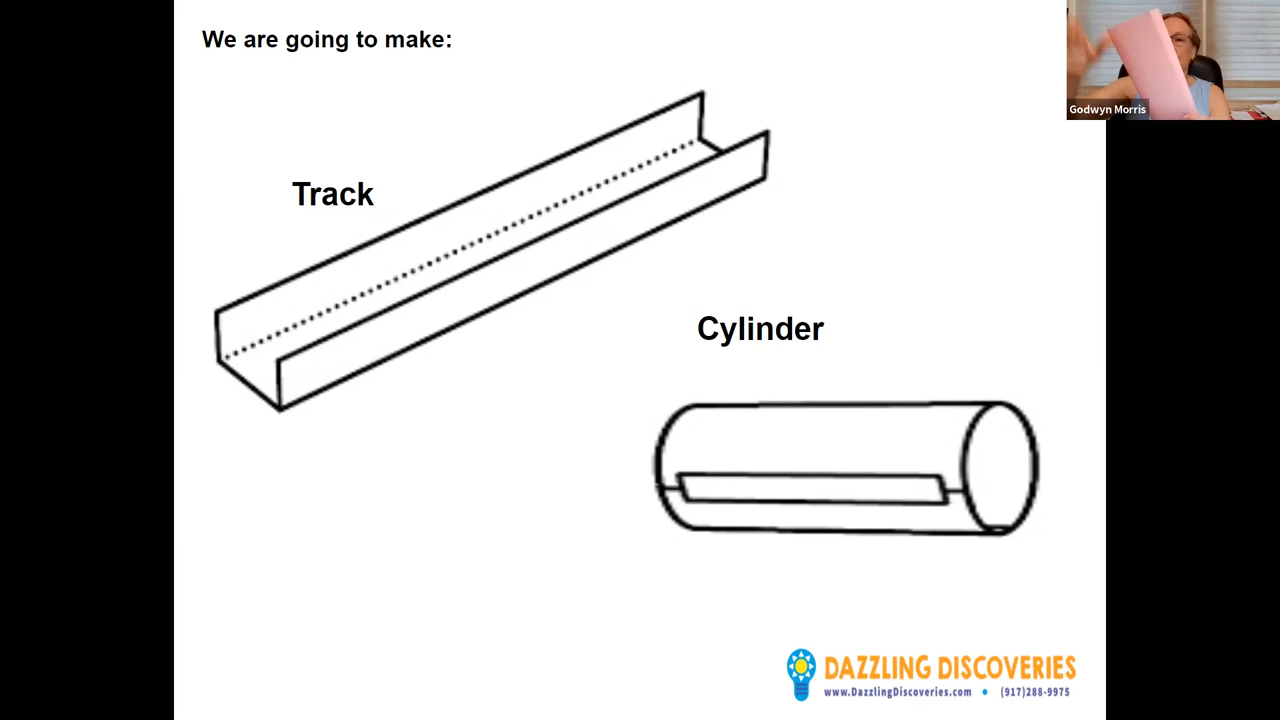 We are going to make:
Godwyn Morris
Track
Cylinder
DAZZLING DISCOVERIES
www.DazzlingDiscoveries.com • (917)288-9975